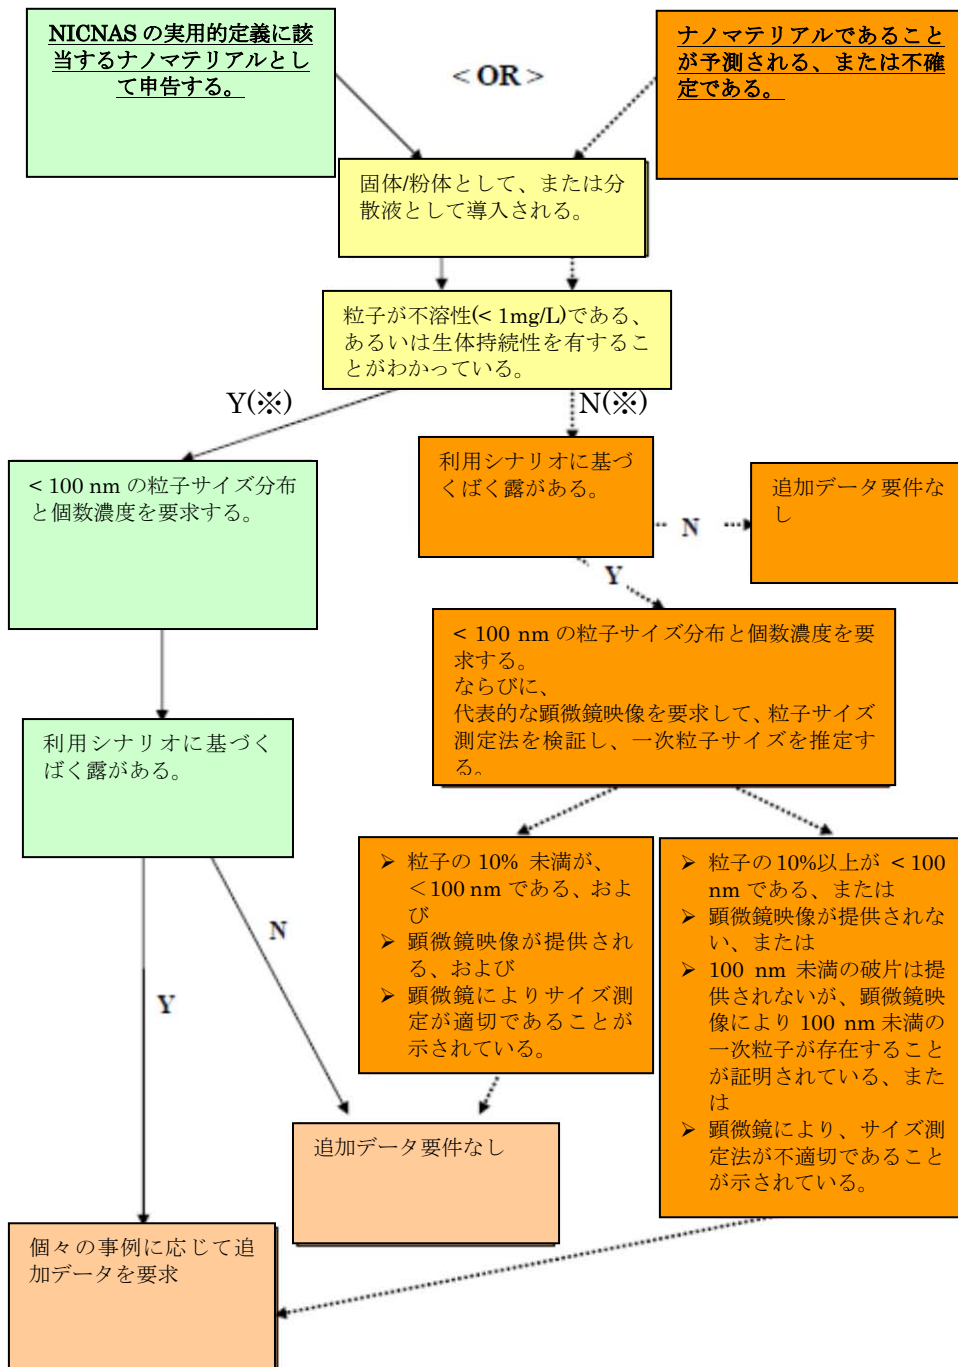 NICNAS の実用的定義に該
当するナノマテリアルとし
て申告する。
< OR >
ナノマテリアルであること
が予測される、または不確
定である。
固体/粉体として、または分
散液として導入される。
粒子が不溶性(< 1mg/L)である、
あるいは生体持続性を有するこ
とがわかっている。
Y(※)
N(※)
< 100 nm の粒子サイズ分布
と個数濃度を要求する。
利用シナリオに基づ
くばく露がある。
N
追加データ要件な
し
Y
< 100 nm の粒子サイズ分布と個数濃度を要
求する。
ならびに、
代表的な顕微鏡映像を要求して、粒子サイズ
測定法を検証し、一次粒子サイズを推定す
る。
利用シナリオに基づく
ばく露がある。
➢ 粒子の 10% 未満が、
＜100 nm である、およ
び
➢ 顕微鏡映像が提供され
る、および
➢ 顕微鏡によりサイズ測
定が適切であることが
示されている。
➢ 粒子の 10%以上が < 100
nm である、または
➢ 顕微鏡映像が提供されな
い、または
➢ 100 nm 未満の破片は提
供されないが、顕微鏡映
像により 100 nm 未満の
一次粒子が存在すること
が証明されている、また
は
➢ 顕微鏡により、サイズ測
定法が不適切であること
が示されている。
N
Y
追加データ要件なし
個々の事例に応じて追
加データを要求